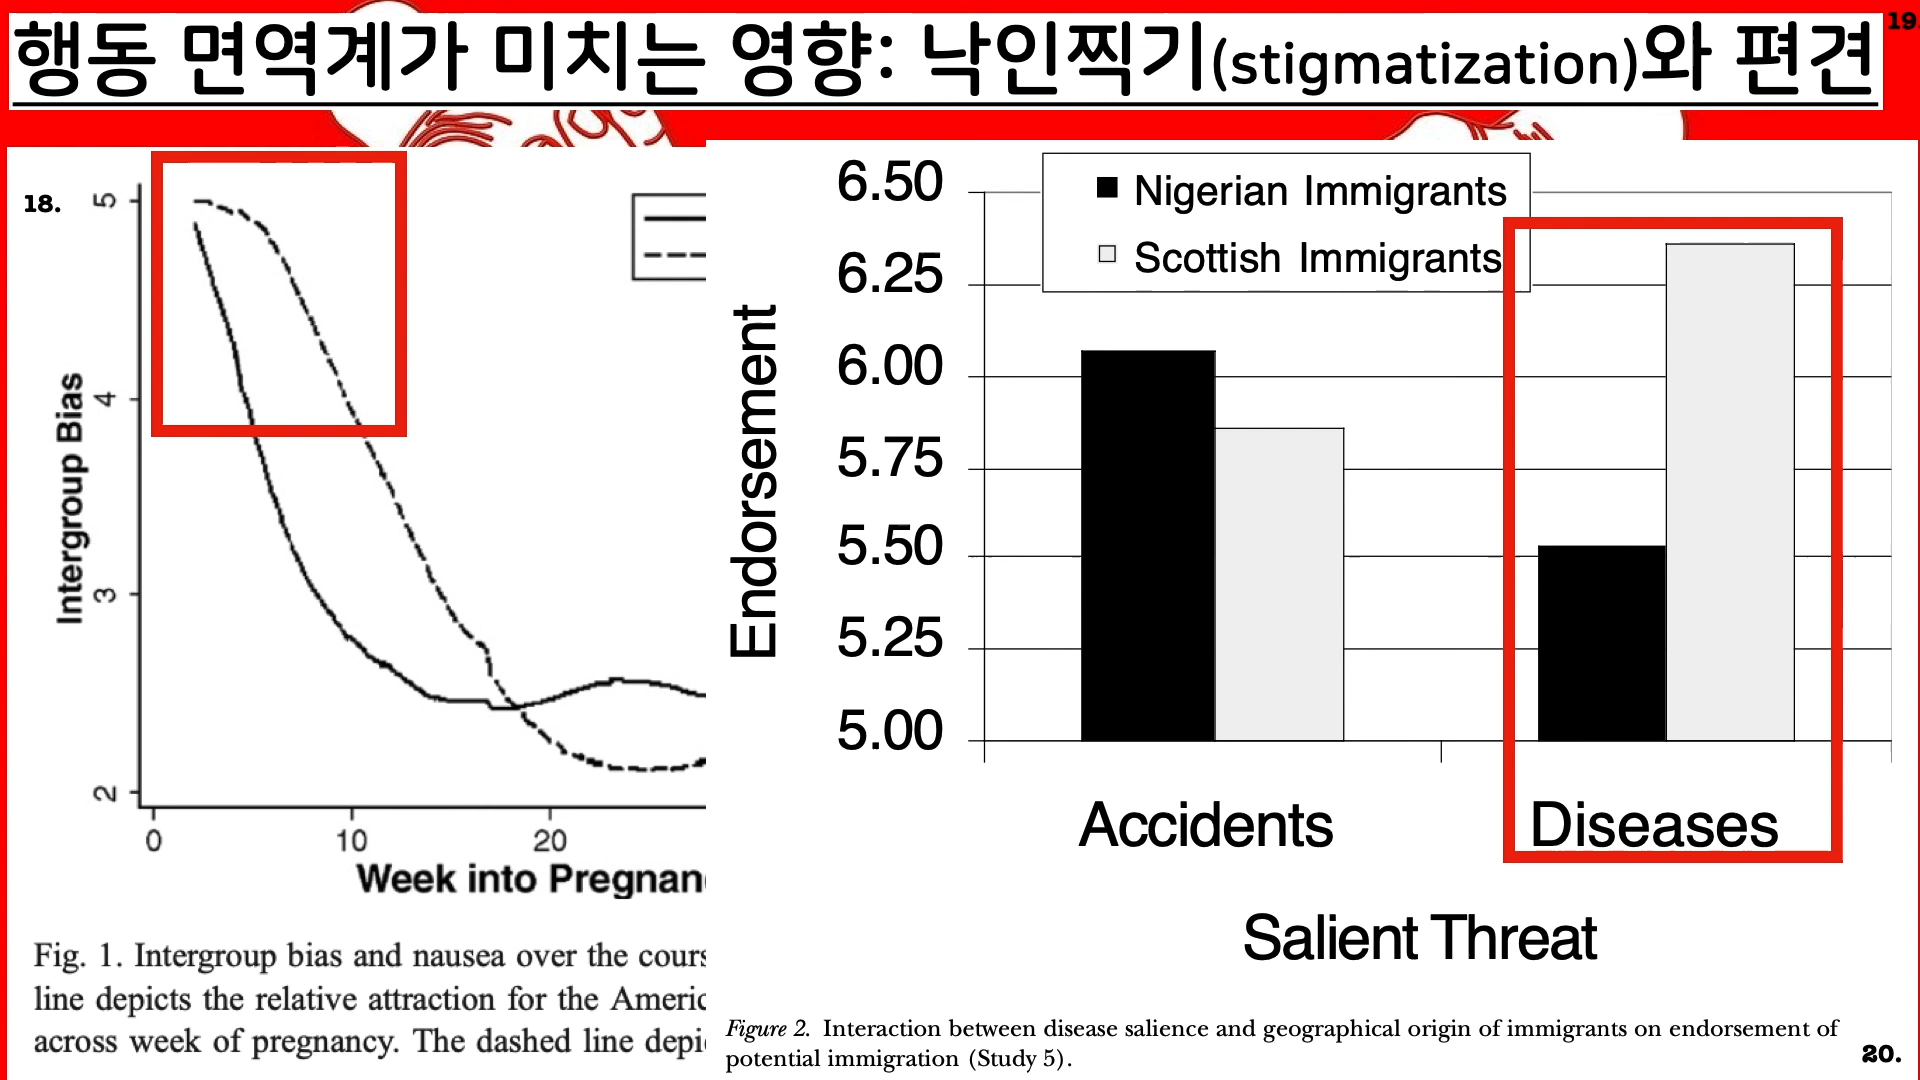 행동 면역계가 미치는 영향: 낙인찍기(stigmatization)와 편견
19.
18.
5
4
3
2
Intergroup Bias
0
10
20
Week into Pregnan
Fig. 1. Intergroup bias and nausea over the cours
line depicts the relative attraction for the Americ
across week of pregnancy. The dashed line depi
Nigerian Immigrants
Scottish Immigrants
6.50
6.25
6.00
5.75
5.50
5.25
5.00
Endorsement
Accidents
Diseases
Salient Threat
Figure 2. Interaction between disease salience and geographical origin of immigrants on endorsement of
potential immigration (Study 5).
20.